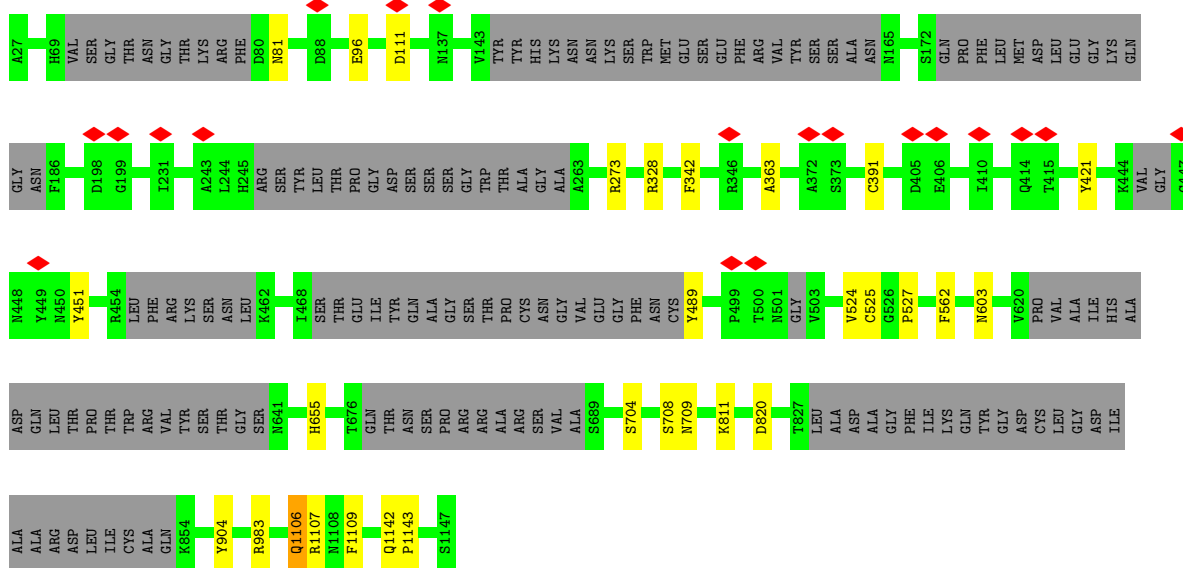 A27 H69 VAL SER GLY THR ASN GLY THR LYS ARG PHE D80 N81 D88 E96 D111 N137 V143 TYR TYR HIS LYS ASN ASN LYS SER TRP MET GLU SER GLU PHE ARG VAL TYR SER SER ALA ASN N165 S172 GLN PRO PHE LEU MET ASP LEU GLU GLY LYS GLN
GLY ASN F186 D198 G199 I231 A243 L244 H245 ARG SER TYR LEU THR PRO GLY ASP SER SER SER GLY TRP THR ALA GLY ALA A263 R273 R328 F342 R346 A363 A372 S373 C391 D405 E406 I410 Q414 T415 Y421 K444 VAL GLY
N448 Y449 N450 Y451 R454 LEU PHE ARG LYS SER ASN LEU K462 I468 SER THR GLU ILE TYR GLN ALA GLY SER THR PRO CYS ASN GLY VAL GLU GLY PHE ASN CYS Y489 P499 T500 N501 GLY V503 V524 C525 G526 P527 F562 N603 V620 PRO VAL ALA ILE HIS ALA
ASP GLN LEU THR PRO THR TRP ARG VAL TYR SER THR GLY SER N641 H655 T676 GLN THR ASN SER PRO ARG ARG ALA ARG SER VAL ALA S689 S704 S708 N709 K811 D820 T827 LEU ALA ASP ALA GLY PHE ILE LYS GLN TYR GLY ASP CYS LEU GLY ASP ILE
ALA ALA ARG ASP LEU ILE CYS ALA GLN K854 Y904 R983 Q1106 R1107 N1108 F1109 Q1142 P1143 S1147